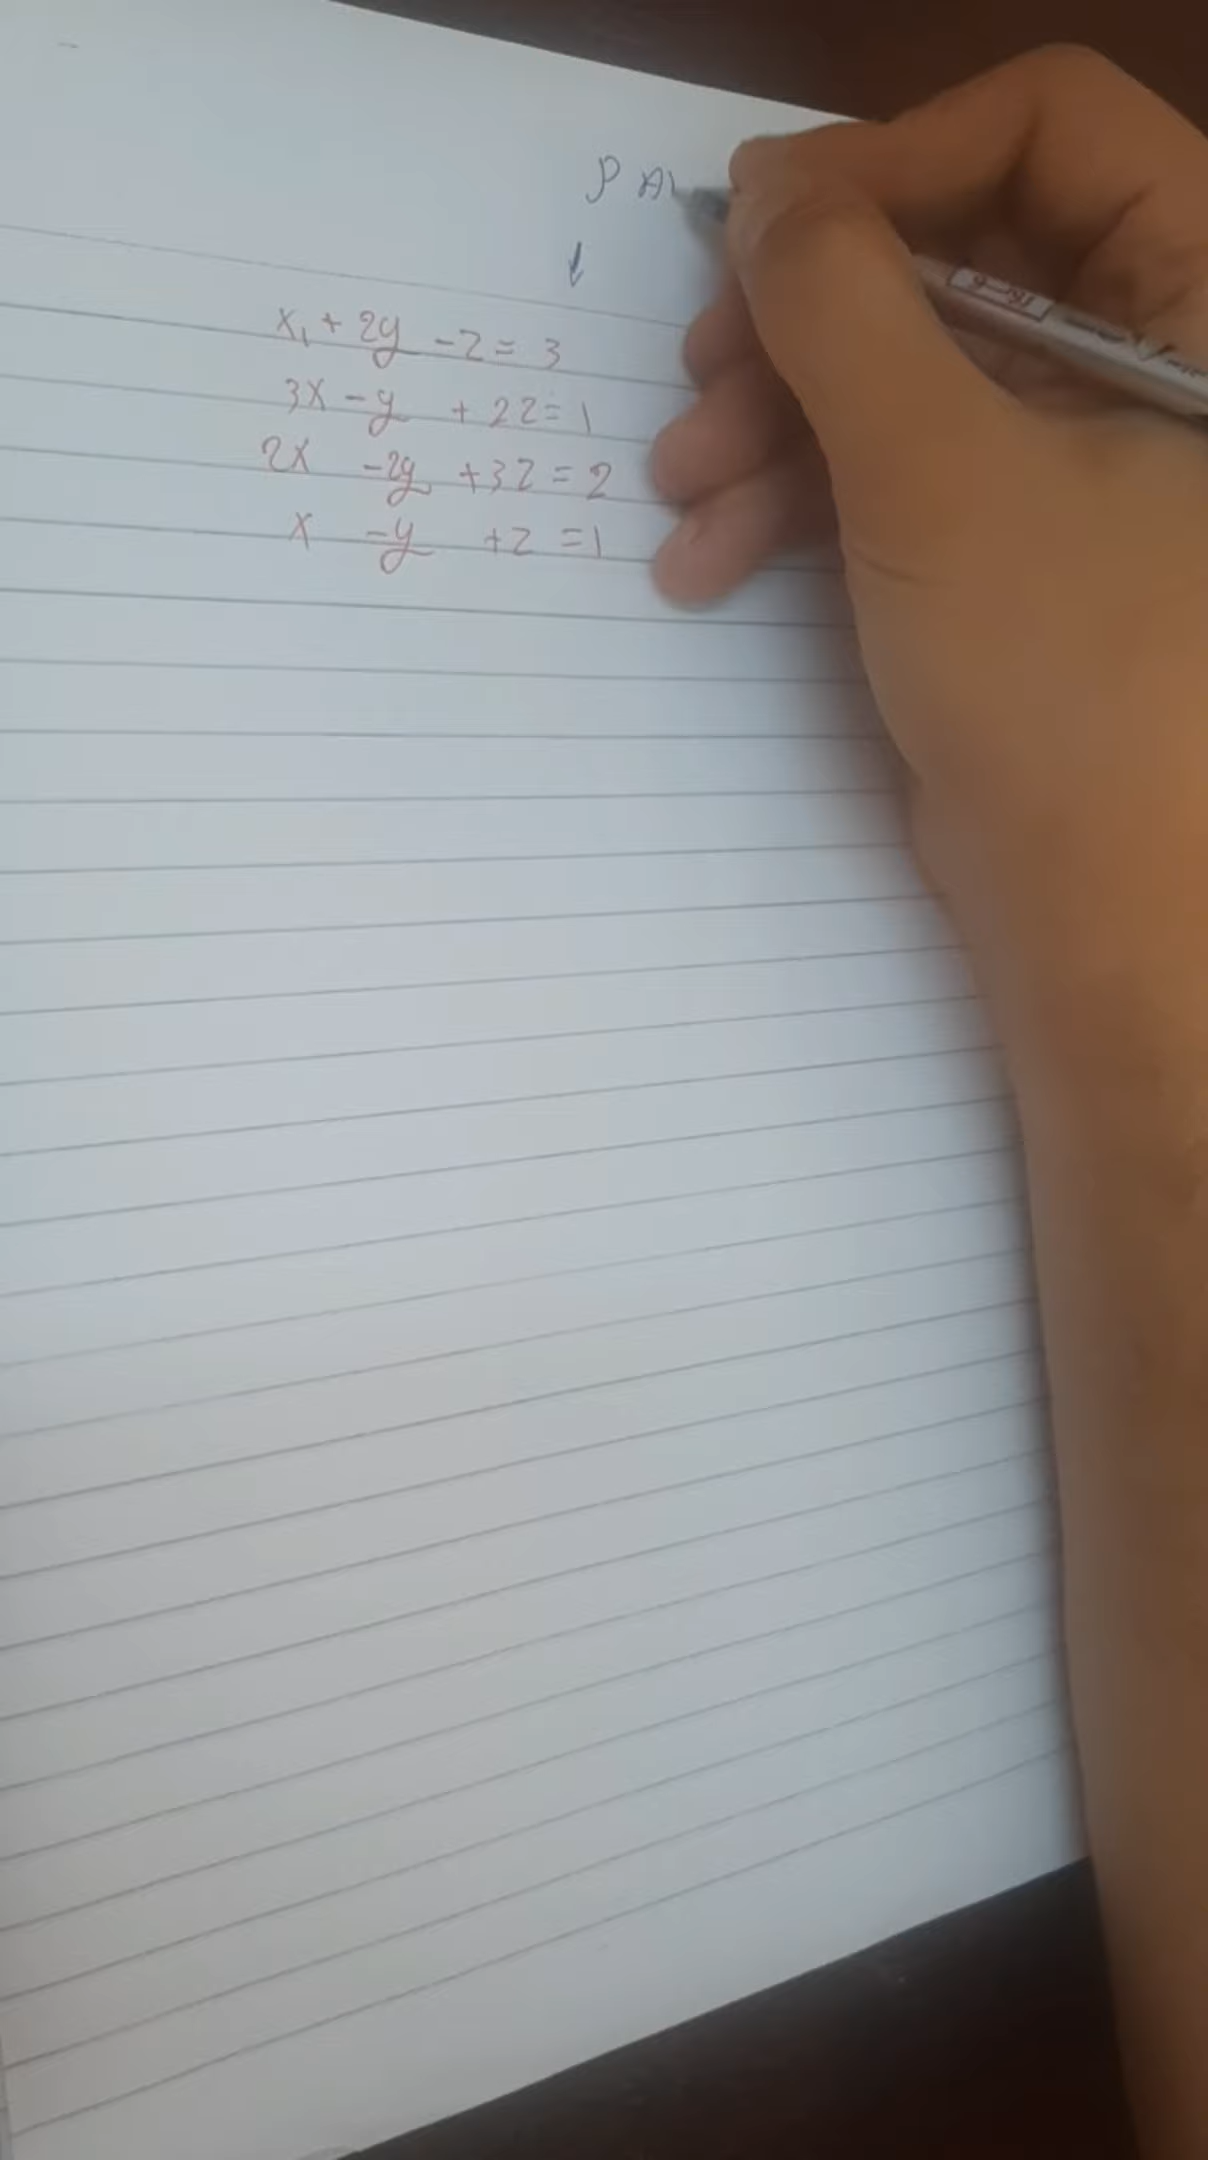 P A
x₁ + 2y - z = 3
3x - y + 2z = 1
2x - 2y + 3z = 2
x - y + z = 1